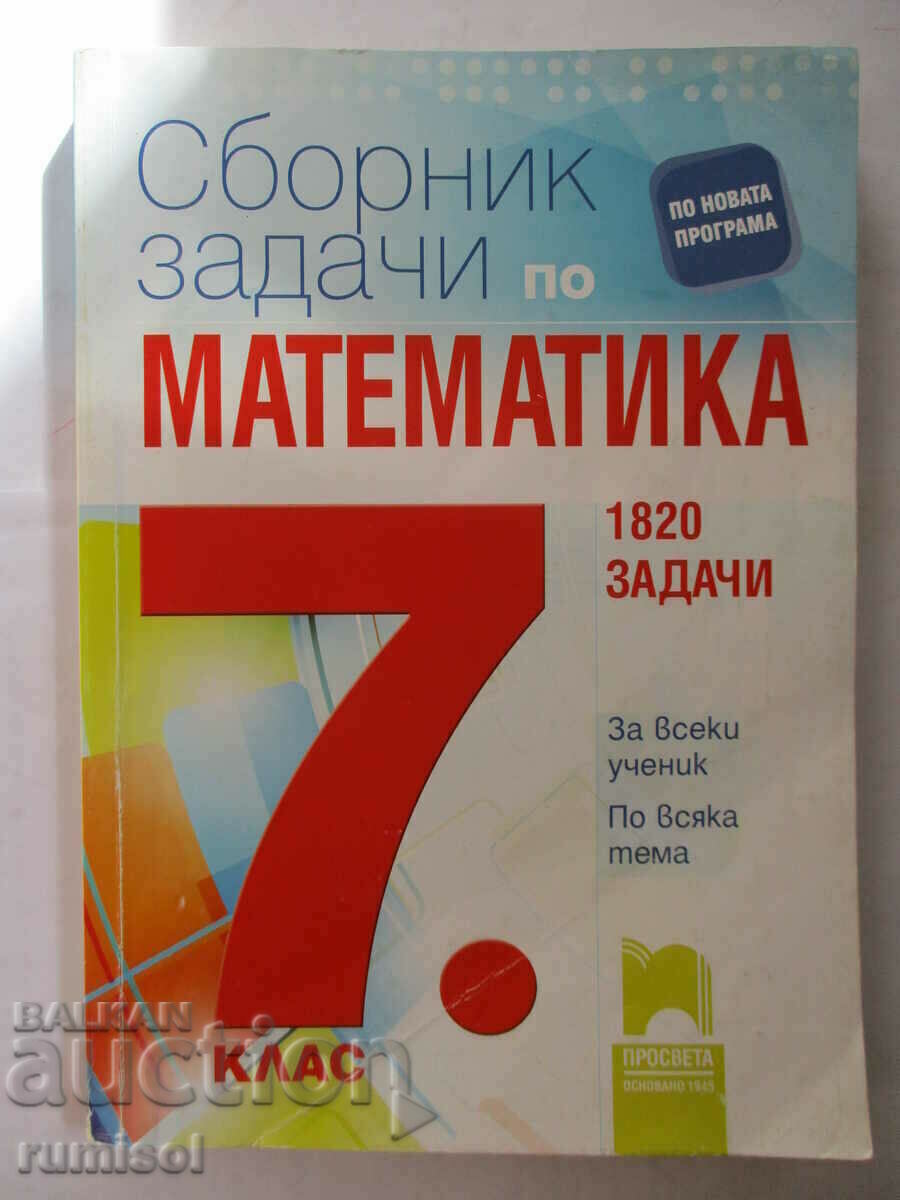 Сборник
задачи по
ПО НОВАТА
ПРОГРАМА
МАТЕМАТИКА
7.
КЛАС
1820
ЗАДАЧИ
За всеки
ученик
По всяка
тема
ПРОСВЕТА
ОСНОВАНО 1945
BALKAN
auction
rumisol